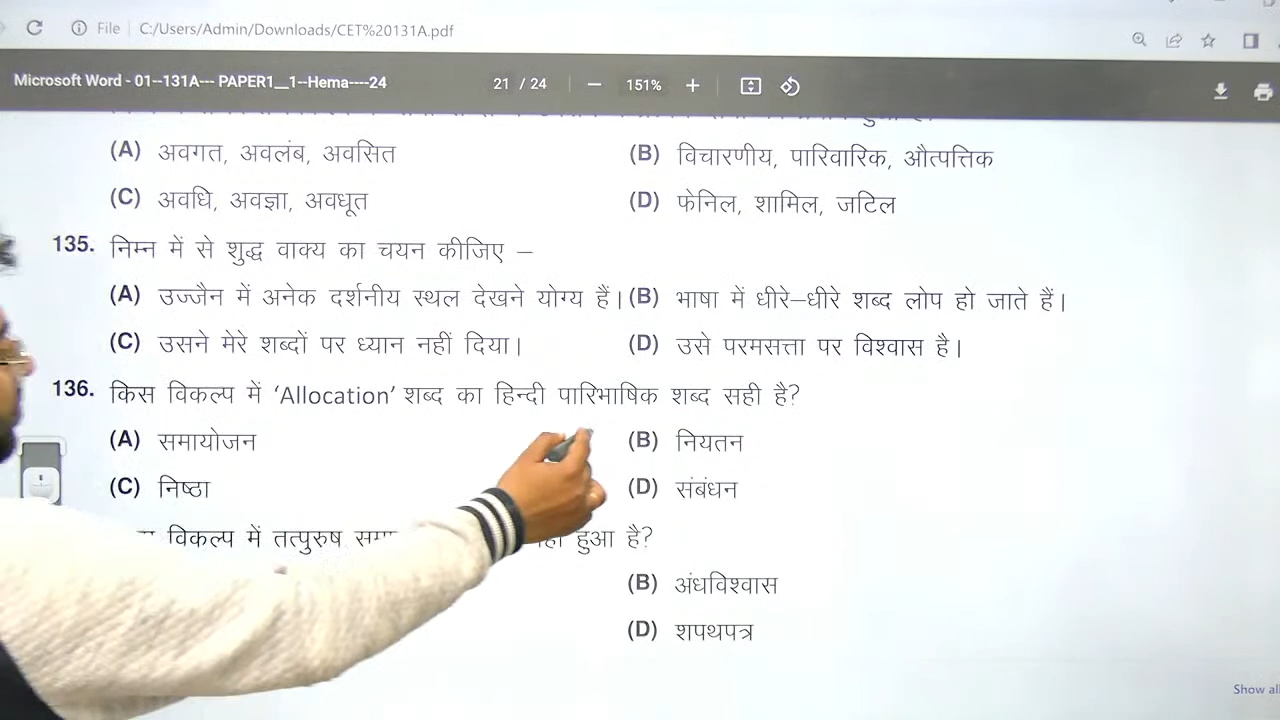 File C:/Users/Admin/Downloads/CET%20131A.pdf
Microsoft Word - 01--131A--- PAPER1__1--Hema----24 21 / 24 151%
(A) अवगत, अवलंब, अवसित (B) विचारणीय, पारिवारिक, औत्पत्तिक
(C) अवधि, अवज्ञा, अवधूत (D) फेनिल, शामिल, जटिल
135. निम्न में से शुद्ध वाक्य का चयन कीजिए –
(A) उज्जैन में अनेक दर्शनीय स्थल देखने योग्य हैं। (B) भाषा में धीरे–धीरे शब्द लोप हो जाते हैं।
(C) उसने मेरे शब्दों पर ध्यान नहीं दिया। (D) उसे परमसत्ता पर विश्वास है।
136. किस विकल्प में ‘Allocation’ शब्द का हिन्दी पारिभाषिक शब्द सही है?
(A) समायोजन (B) नियतन
(C) निष्ठा (D) संबंधन
विकल्प में तत्पुरुष हुआ है?
(B) अंधविश्वास
(D) शपथपत्र
Show all